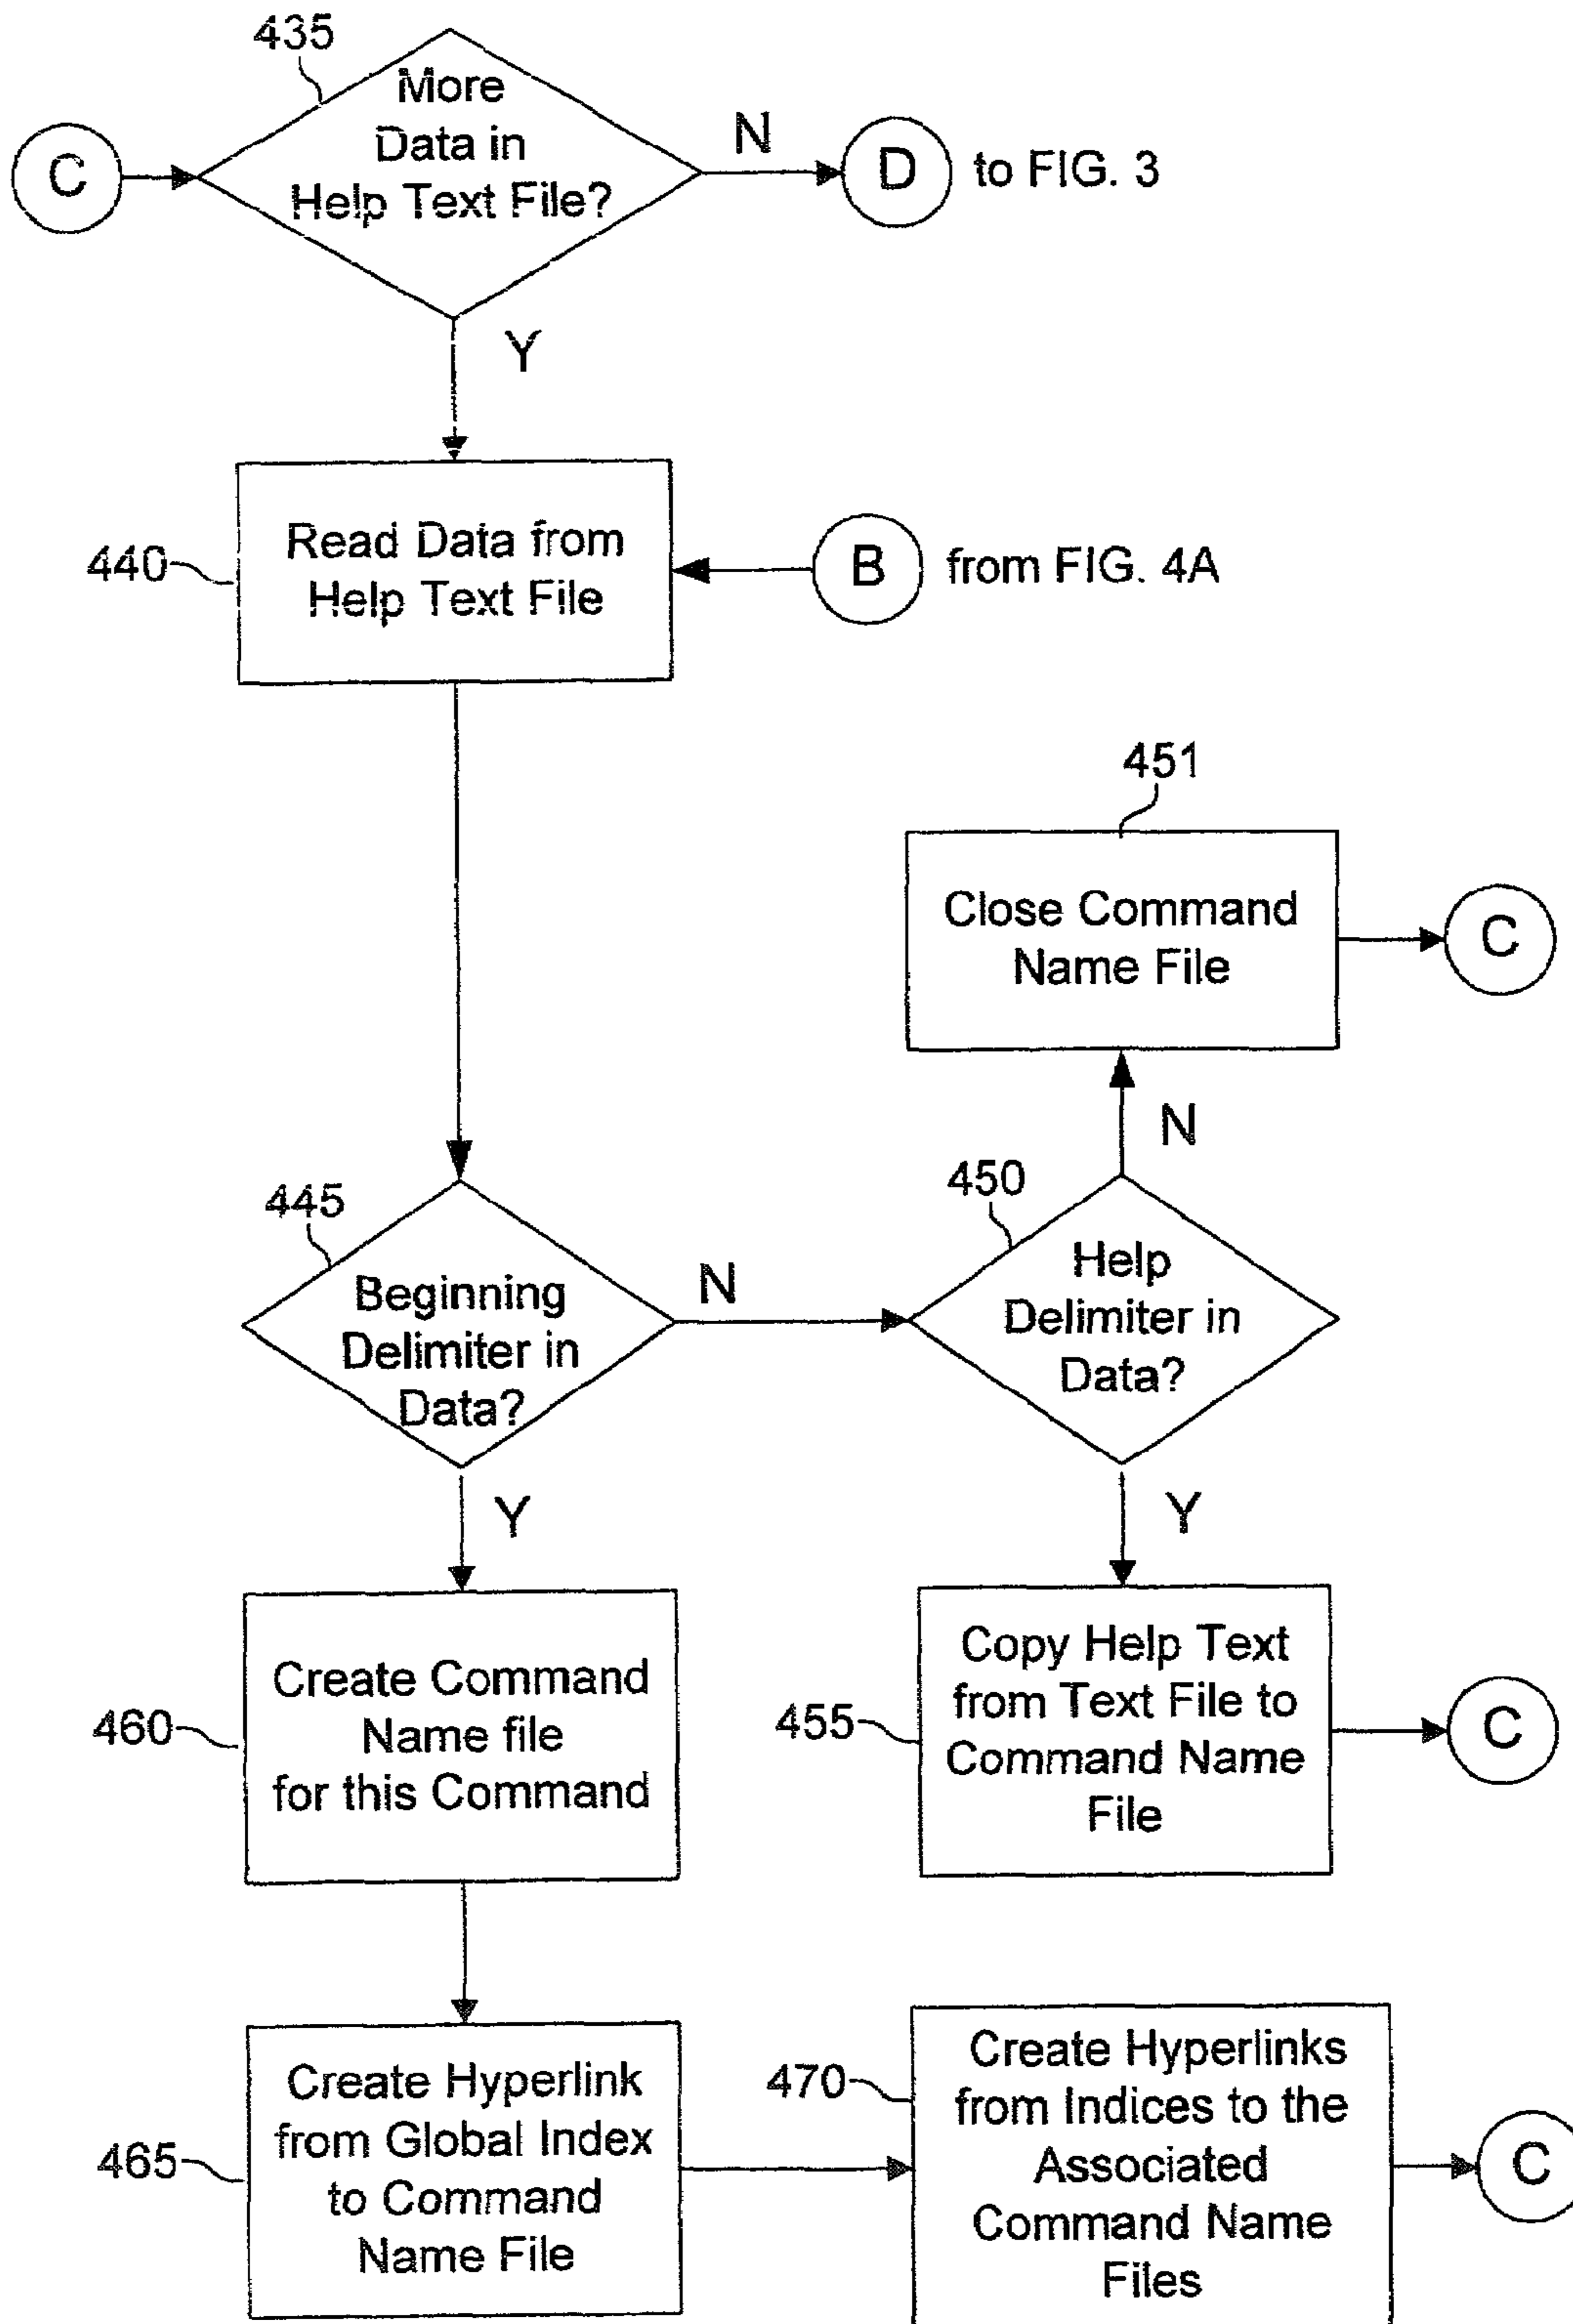 435
More
Data in
Help Text File?
C
N
D
to FIG. 3
Y
440
Read Data from
Help Text File
B
from FIG. 4A
451
Close Command
Name File
C
N
445
Beginning
Delimiter in
Data?
N
450
Help
Delimiter in
Data?
Y
Y
460
Create Command
Name file
for this Command
455
Copy Help Text
from Text File to
Command Name
File
C
465
Create Hyperlink
from Global Index
to Command
Name File
470
Create Hyperlinks
from Indices to the
Associated
Command Name
Files
C